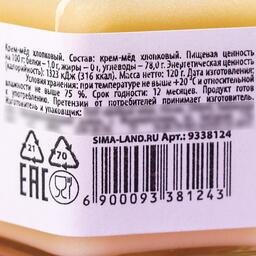 Крем-мёд хлопковый. Состав: крем-мёд хлопковый. Пищевая ценность
на 100 г: белки – 1,0 г, жиры – 0 г, углеводы – 78,0 г. Энергетическая ценность
(калорийность): 1323 кДж (316 ккал). Масса нетто: 120 г. Дата изготовления:
Условия хранения: при температуре не выше +20 °С и относительной
влажности не выше 75 %. Срок годности: 12 месяцев. Продукт готов
к употреблению. Претензии от потребителей принимает изготовитель.
Изготовитель и упаковщик:
SIMA-LAND.RU Арт.: 9338124
21
70
EAC
6 900093 381243